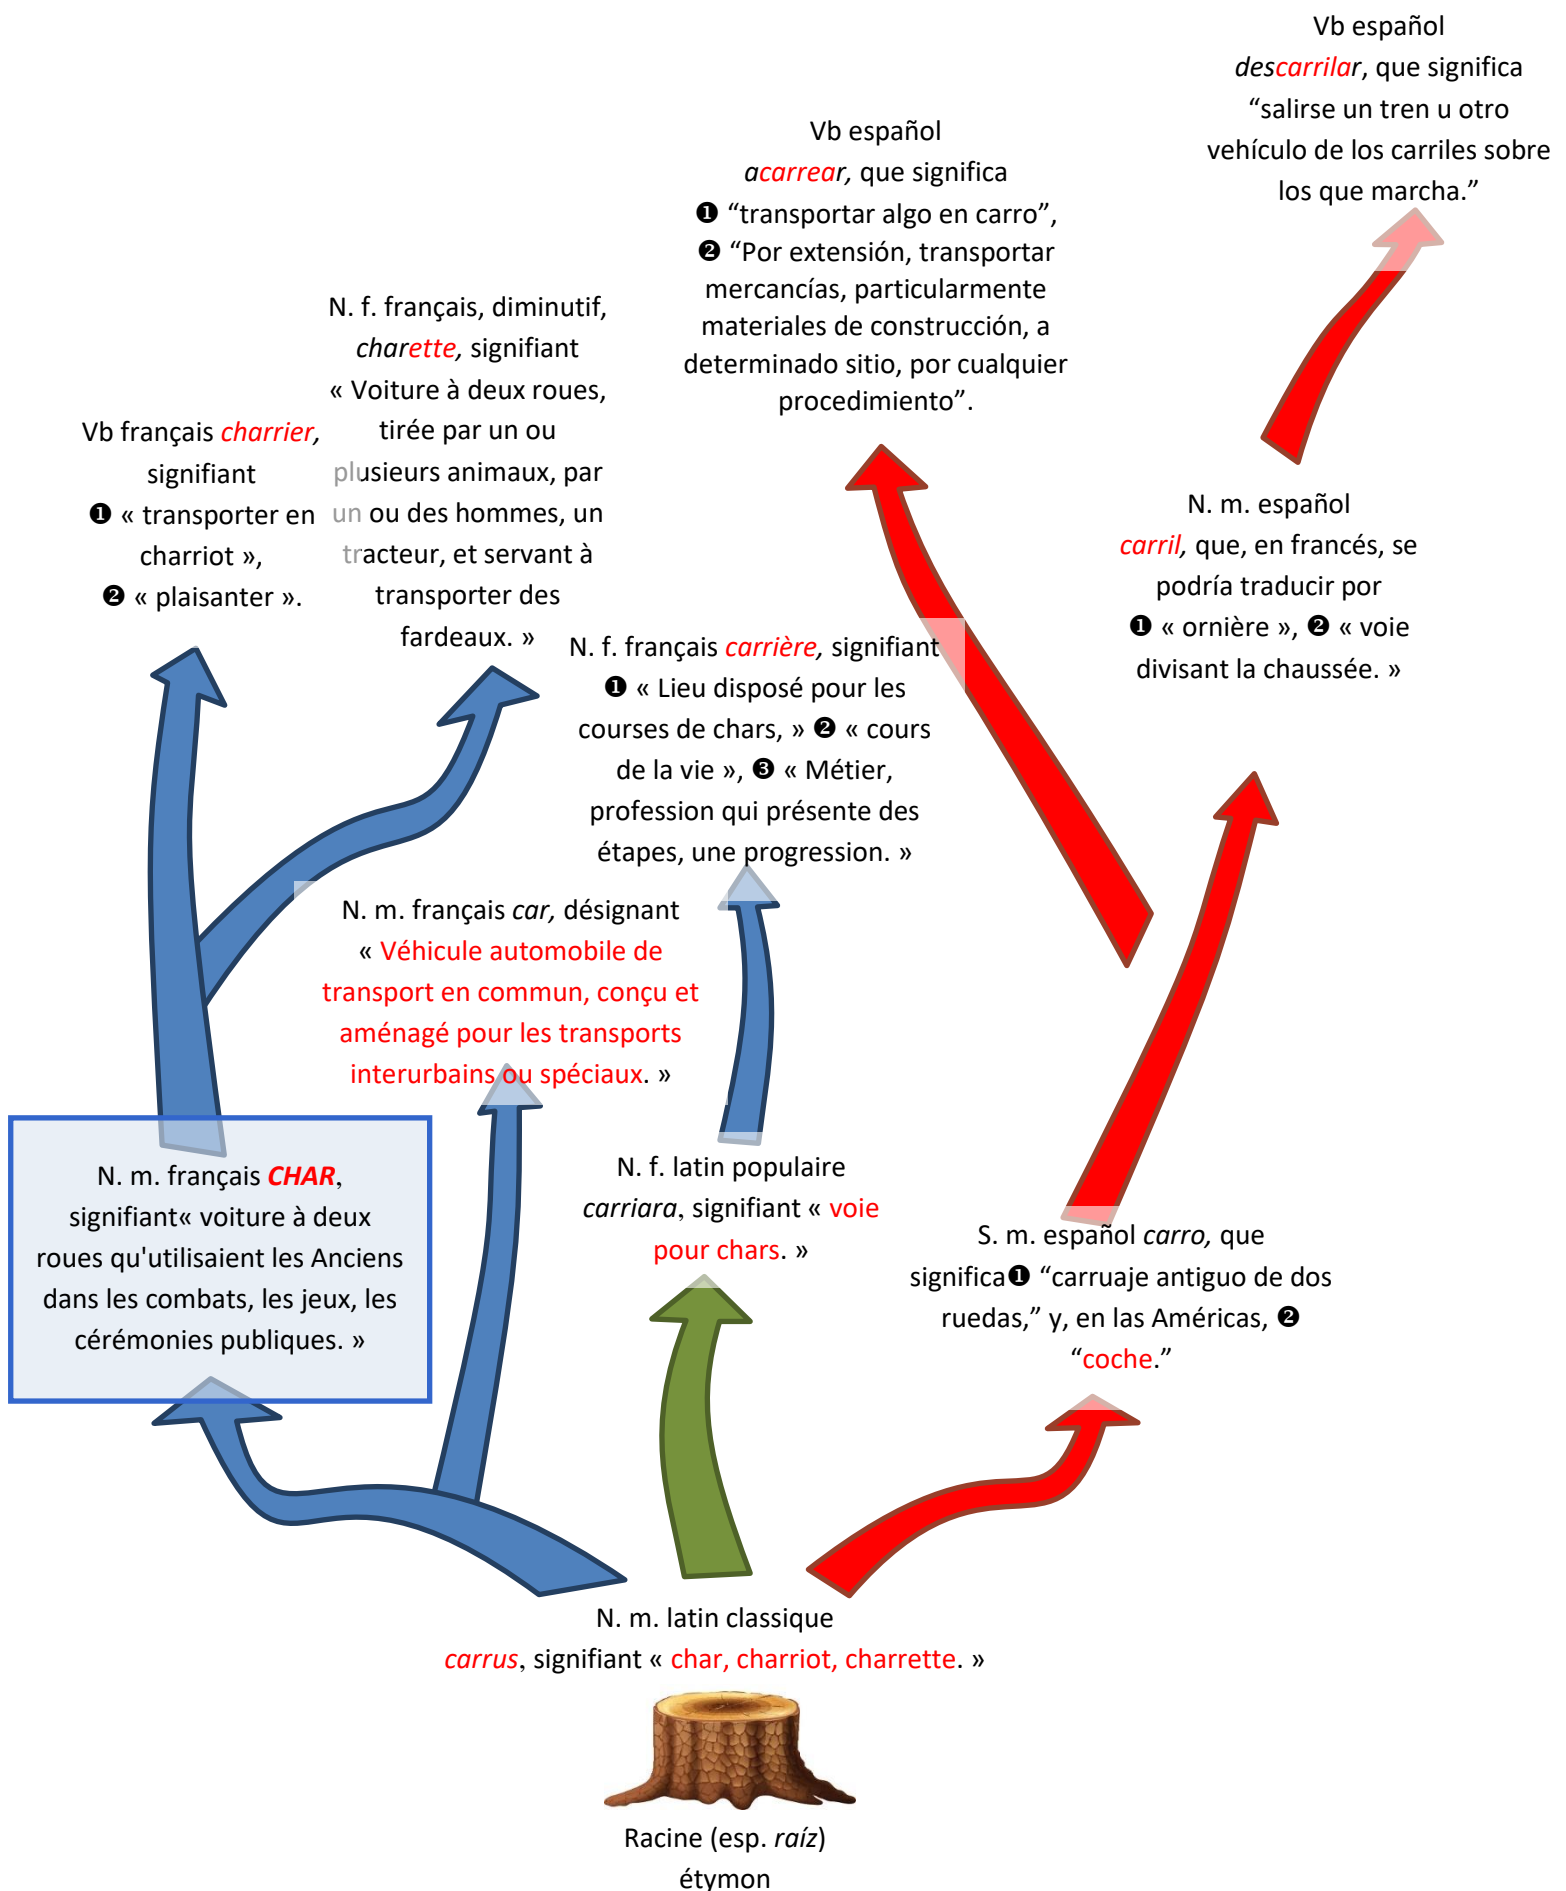 Vb español
descarrilar, que significa
“salirse un tren u otro
vehículo de los carriles sobre
los que marcha.”
Vb español
acarrear, que significa
❶ “transportar algo en carro”,
❷ “Por extensión, transportar
mercancías, particularmente
materiales de construcción, a
determinado sitio, por cualquier
procedimiento”.
N. f. français, diminutif,
charette, signifiant
« Voiture à deux roues,
tirée par un ou
plusieurs animaux, par
un ou des hommes, un
tracteur, et servant à
transporter des
fardeaux. »
Vb français charrier,
signifiant
❶ « transporter en
charriot »,
❷ « plaisanter ».
N. m. español
carril, que, en francés, se
podría traducir por
❶ « ornière », ❷ « voie
divisant la chaussée. »
N. f. français carrière, signifiant
❶ « Lieu disposé pour les
courses de chars, » ❷ « cours
de la vie », ❸ « Métier,
profession qui présente des
étapes, une progression. »
N. m. français car, désignant
« Véhicule automobile de
transport en commun, conçu et
aménagé pour les transports
interurbains ou spéciaux. »
N. m. français CHAR,
signifiant« voiture à deux
roues qu'utilisaient les Anciens
dans les combats, les jeux, les
cérémonies publiques. »
N. f. latin populaire
carriara, signifiant « voie
pour chars. »
S. m. español carro, que
significa❶ “carruaje antiguo de dos
ruedas,” y, en las Américas, ❷
“coche.”
N. m. latin classique
carrus, signifiant « char, charriot, charrette. »
Racine (esp. raíz)
étymon